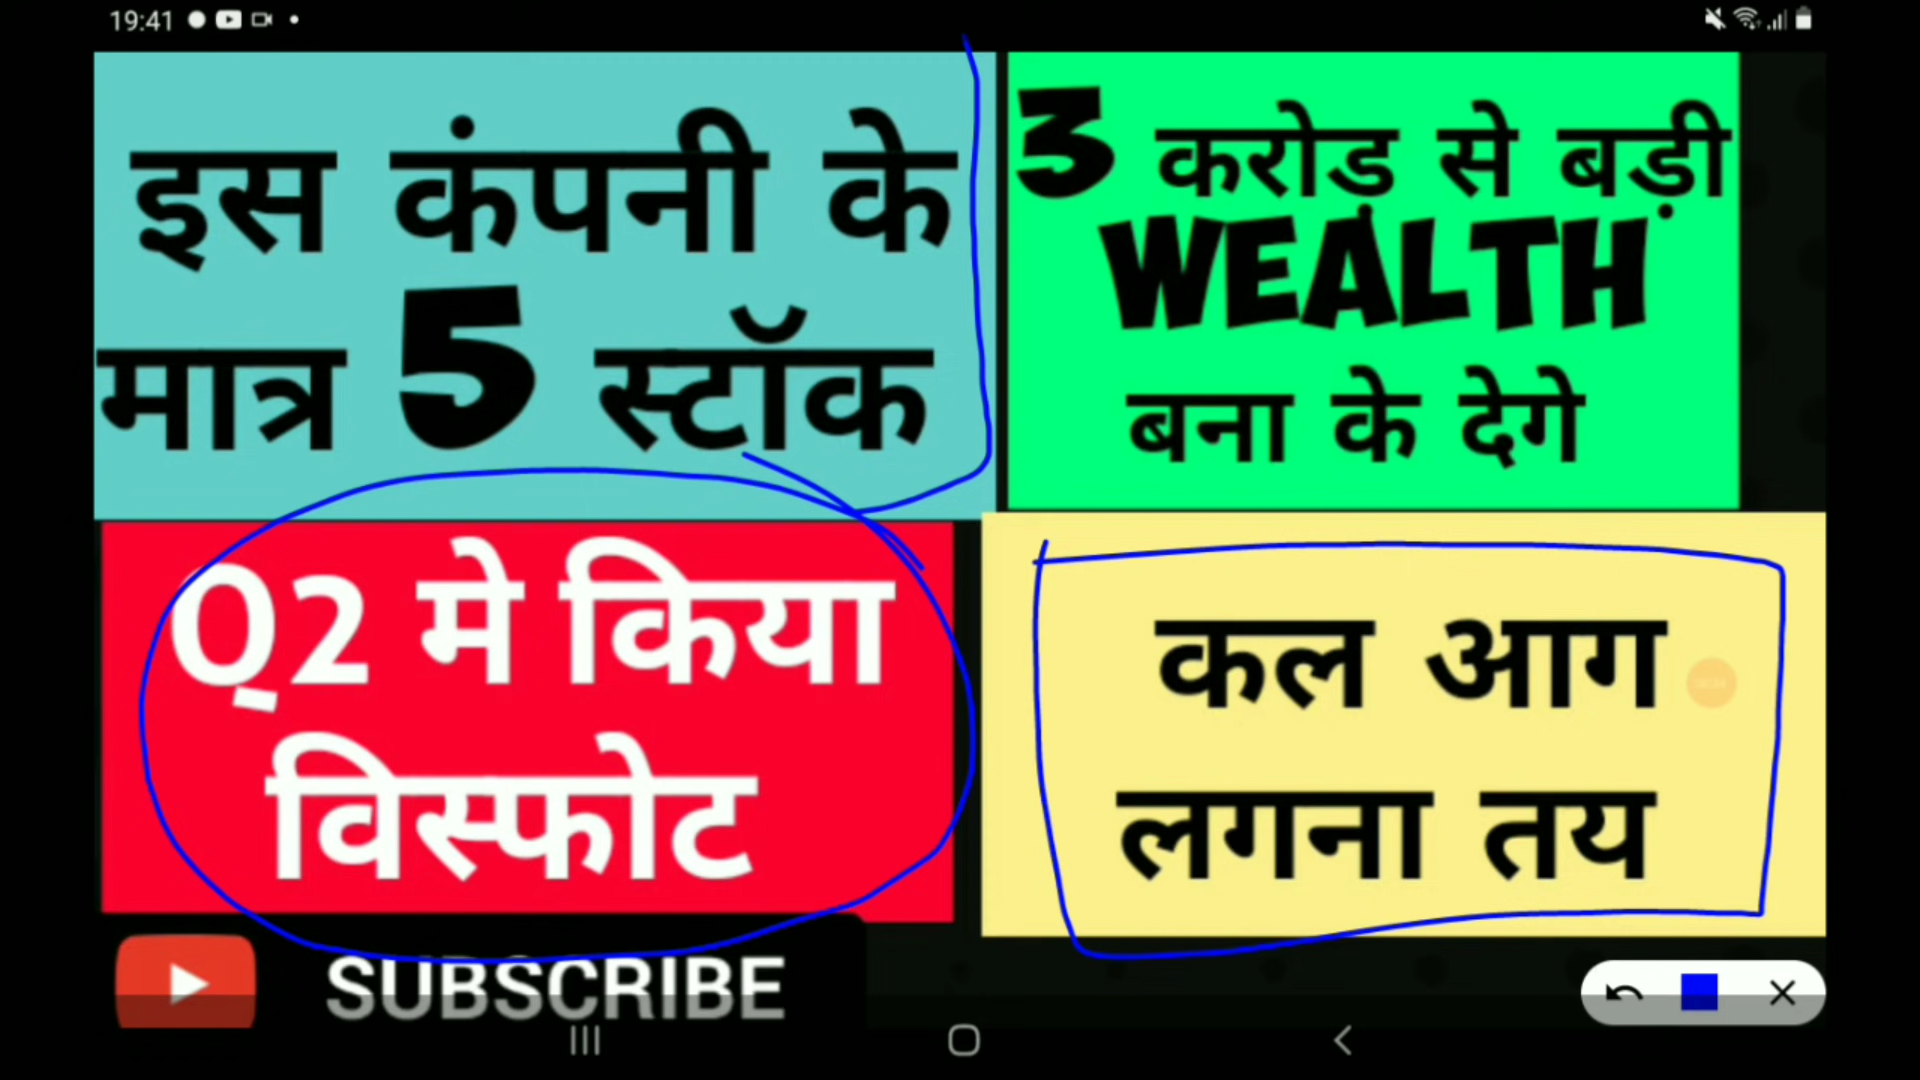 19:41
इस कंपनी के
मात्र 5 स्टॉक
3 करोड़ से बड़ी
WEALTH
बना के देगे
Q2 मे किया
विस्फोट
कल आग
लगना तय
SUBSCRIBE